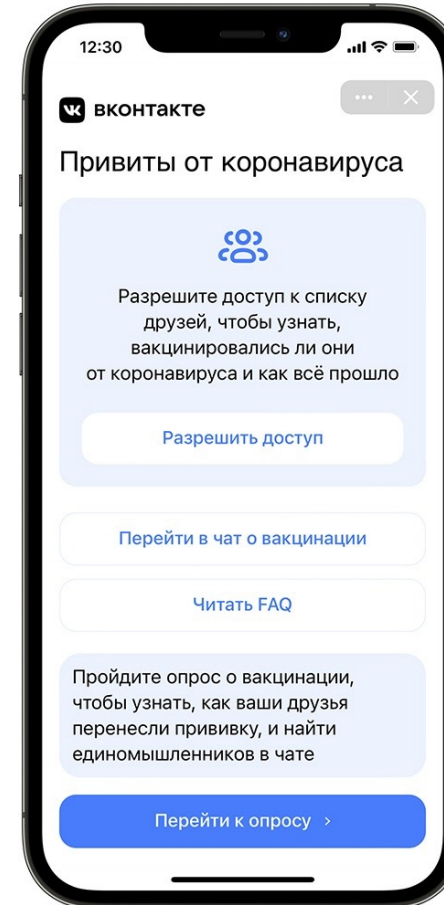 12:30
вконтакте
Привиты от коронавируса
Разрешите доступ к списку
друзей, чтобы узнать,
вакцинировались ли они
от коронавируса и как всё прошло
Разрешить доступ
Перейти в чат о вакцинации
Читать FAQ
Пройдите опрос о вакцинации,
чтобы узнать, как ваши друзья
перенесли прививку, и найти
единомышленников в чате
Перейти к опросу